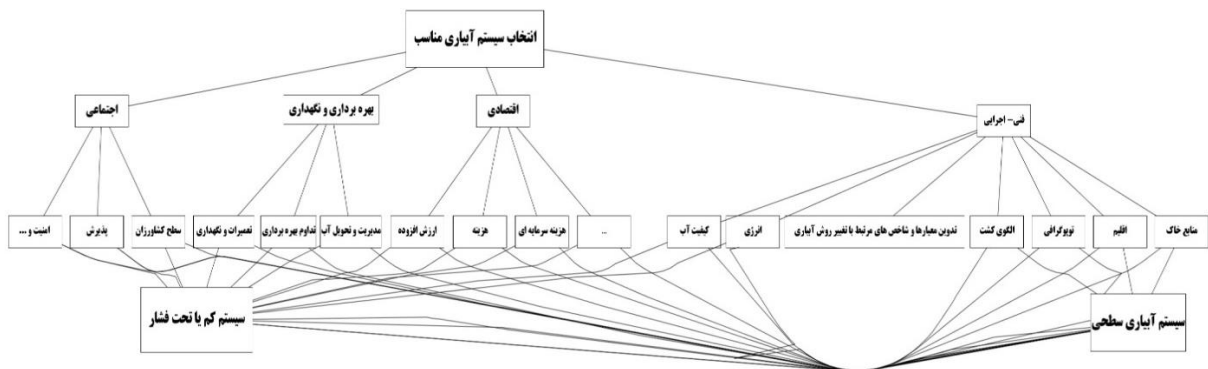 انتخاب سیستم آبیاری مناسب
فنی- اجرایی
اقتصادی
بهره برداری و نگهداری
اجتماعی
منابع خاک
اقلیم
توپوگرافی
الگوی کشت
تدوین معیارها و شاخص های مرتبط با تغییر روش آبیاری
انرژی
کیفیت آب
..
هزینه سرمایه ای
هزینه
ارزش افزوده
مدیریت و تحویل آب
تداوم بهره برداری
تعمیرات و نگهداری
سطح کشاورزان
پذیرش
امنیت و ...
سیستم آبیاری سطحی
سیستم کم یا تحت فشار